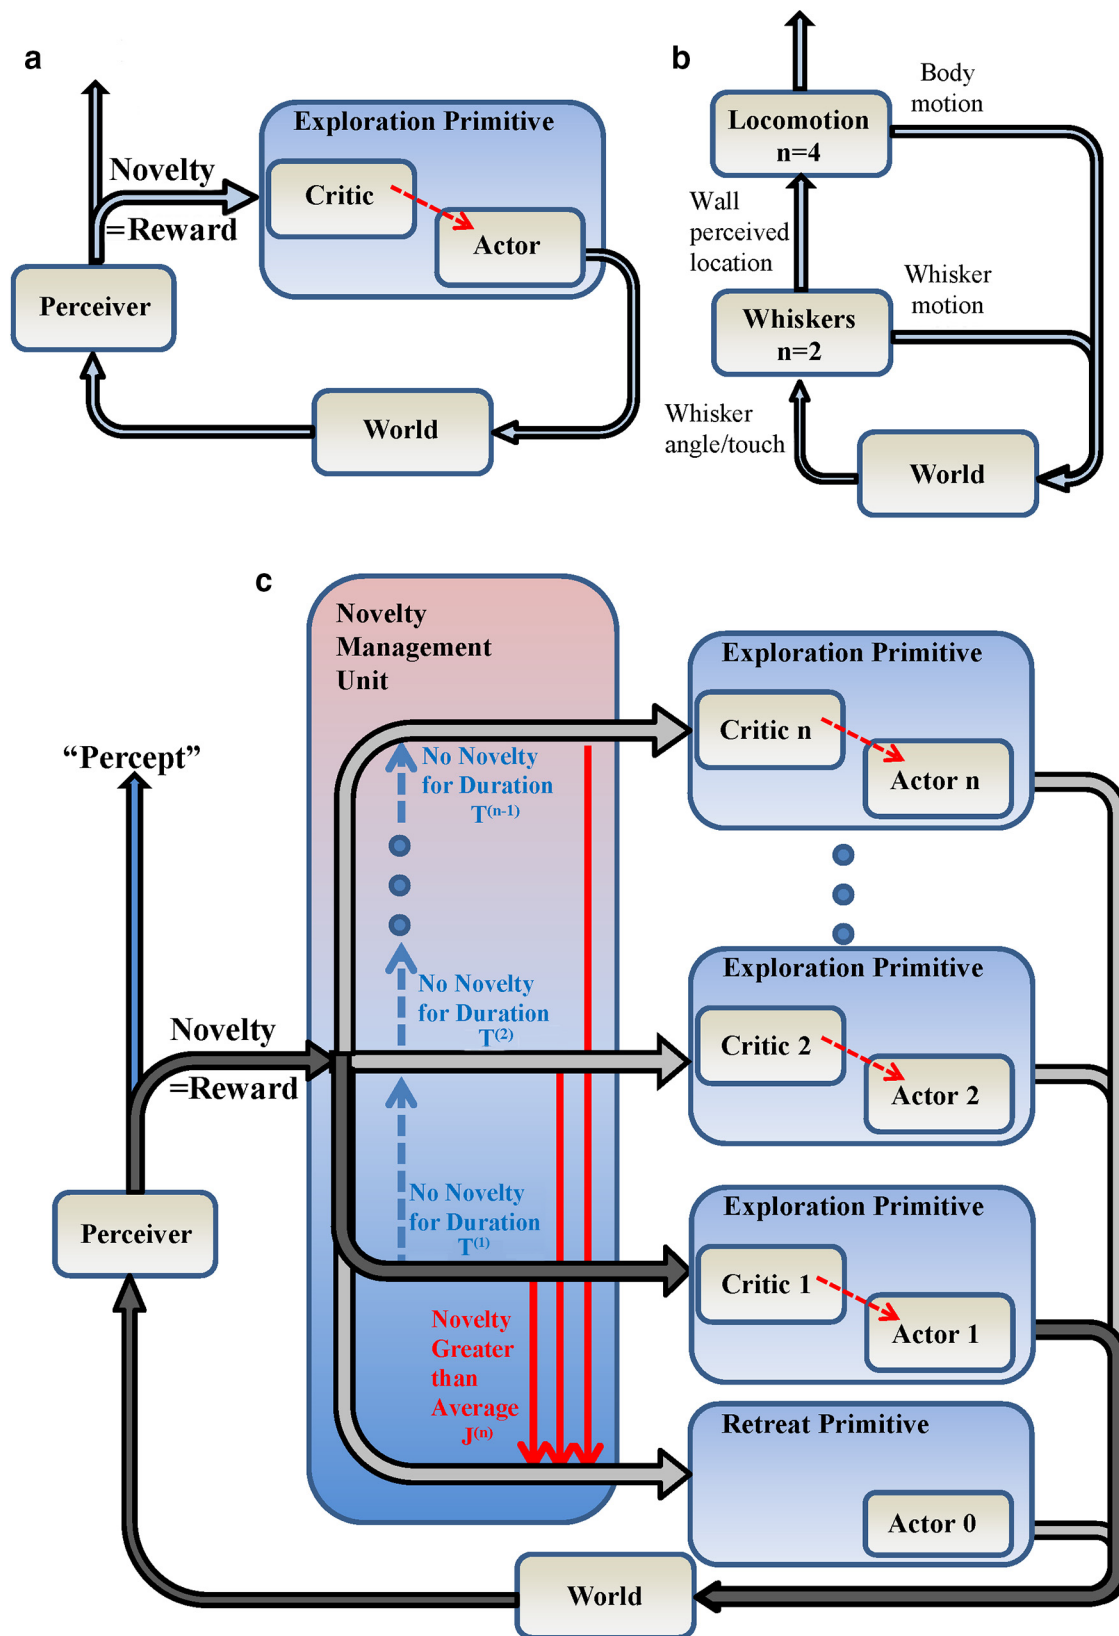 a
Exploration Primitive
Novelty
=Reward
Critic
Actor
Perceiver
World
b
Body
motion
Locomotion
n=4
Wall
perceived
location
Whisker
motion
Whiskers
n=2
Whisker
angle/touch
World
c
Novelty
Management
Unit
Exploration Primitive
Critic n
Actor n
"Percept"
No Novelty
for Duration
T(n-1)
Exploration Primitive
No Novelty
for Duration
T(2)
Critic 2
Actor 2
Novelty
=Reward
No Novelty
for Duration
T(1)
Exploration Primitive
Critic 1
Actor 1
Perceiver
Novelty
Greater
than
Average
J(n)
Retreat Primitive
Actor 0
World